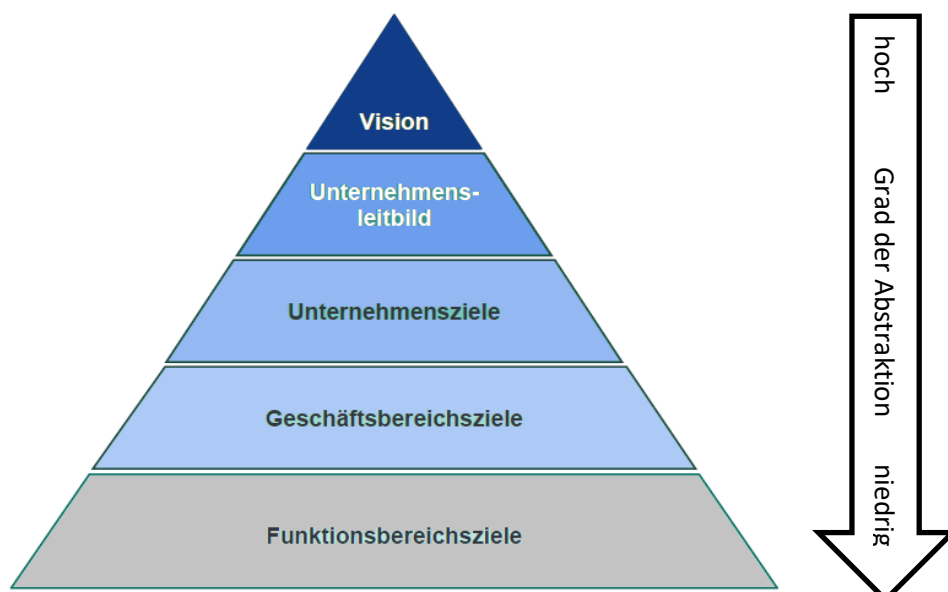 Vision
Unternehmens-
leitbild
Unternehmensziele
Geschäftsbereichsziele
Funktionsbereichsziele
hoch Grad der Abstraktion niedrig